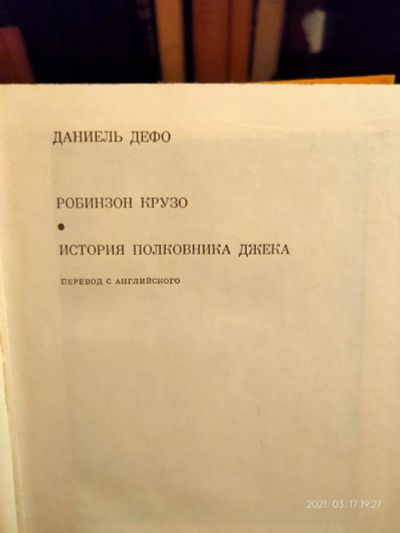 ДАНИЕЛЬ ДЕФО
РОБИНЗОН КРУЗО
•
ИСТОРИЯ ПОЛКОВНИКА ДЖЕКА
ПЕРЕВОД С АНГЛИЙСКОГО
2021/03/17 19:27